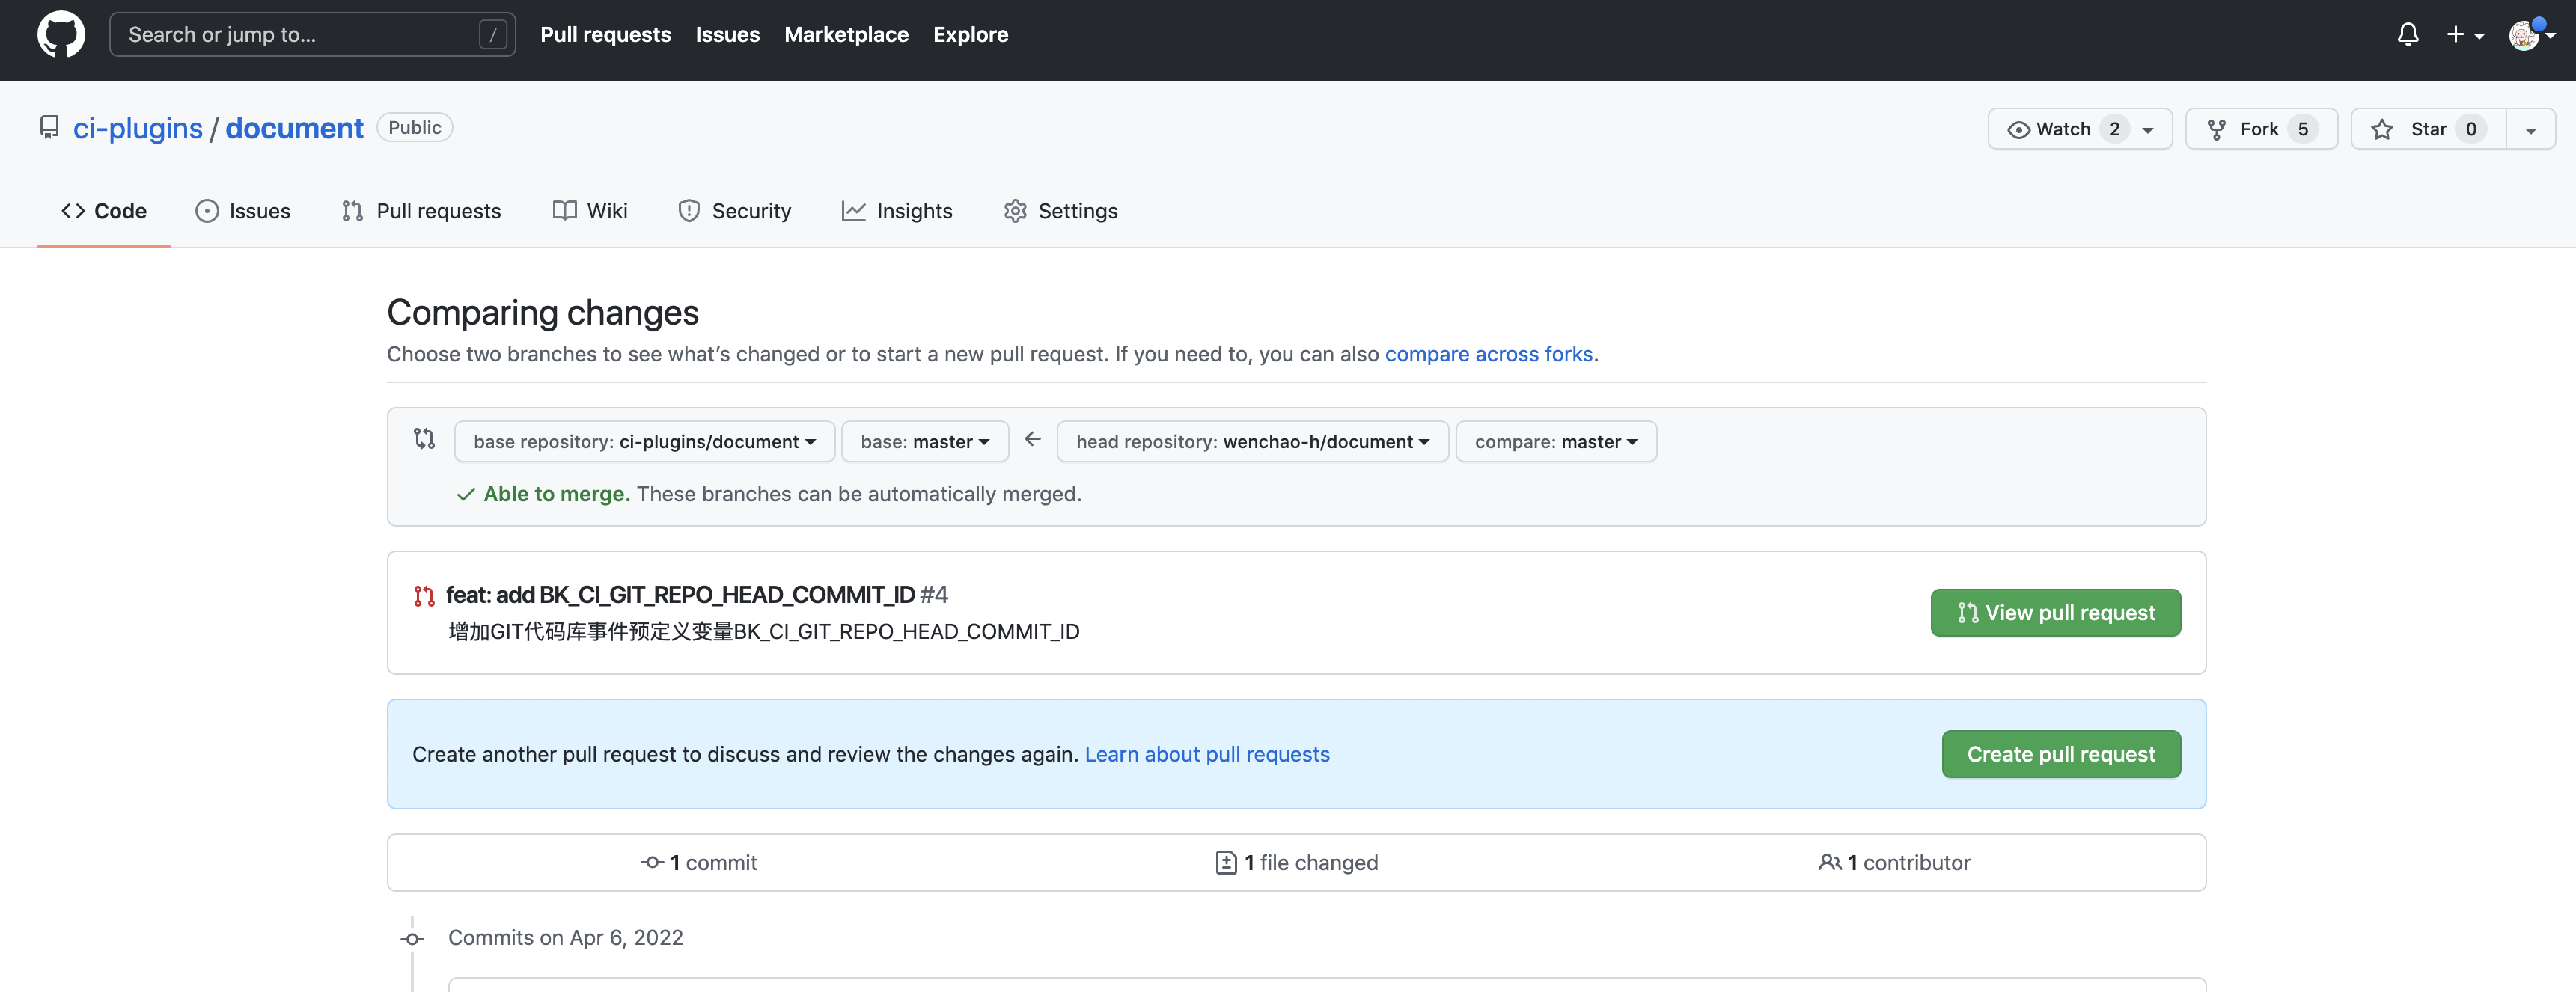 Search or jump to... /
Pull requests Issues Marketplace Explore
ci-plugins / document Public
Watch 2 Fork 5 Star 0
Code Issues Pull requests Wiki Security Insights Settings
Comparing changes
Choose two branches to see what’s changed or to start a new pull request. If you need to, you can also compare across forks.
base repository: ci-plugins/document base: master ← head repository: wenchao-h/document compare: master
Able to merge. These branches can be automatically merged.
feat: add BK_CI_GIT_REPO_HEAD_COMMIT_ID #4
增加GIT代码库事件预定义变量BK_CI_GIT_REPO_HEAD_COMMIT_ID
View pull request
Create another pull request to discuss and review the changes again. Learn about pull requests
Create pull request
1 commit 1 file changed 1 contributor
Commits on Apr 6, 2022